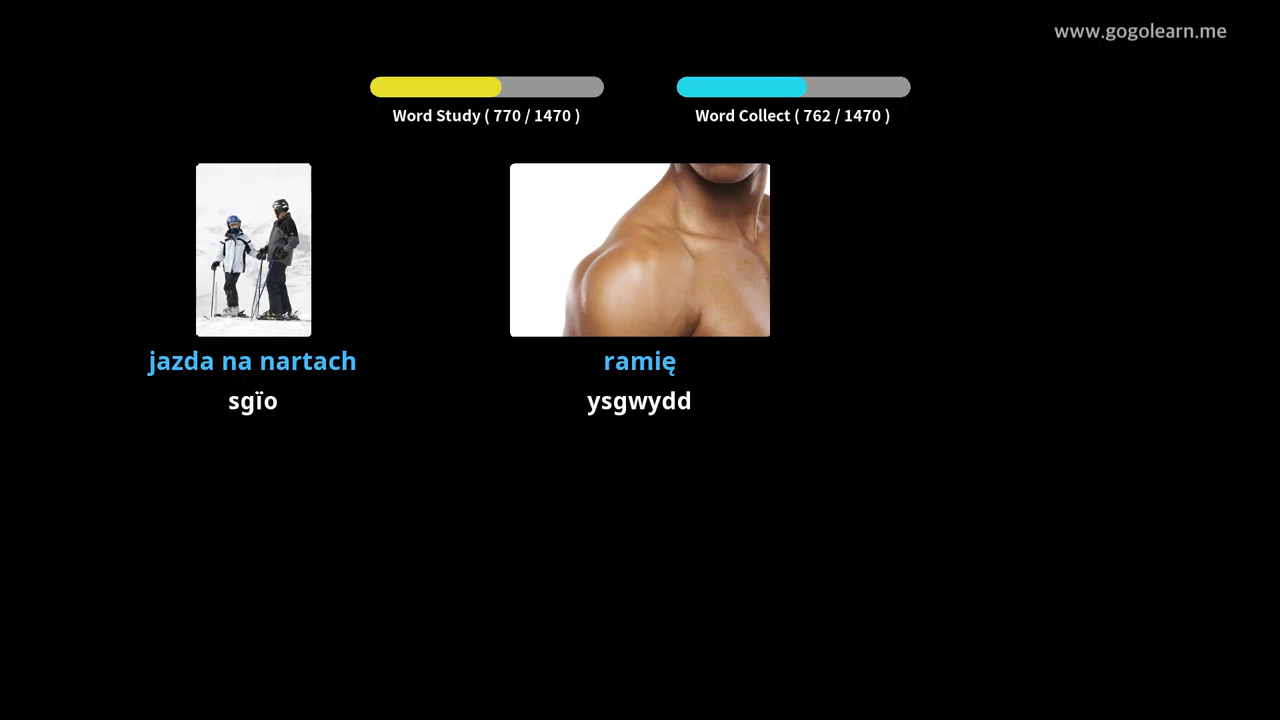 www.gogolearn.me
Word Study ( 770 / 1470 )
Word Collect ( 762 / 1470 )
jazda na nartach
ramię
sgïo
ysgwydd